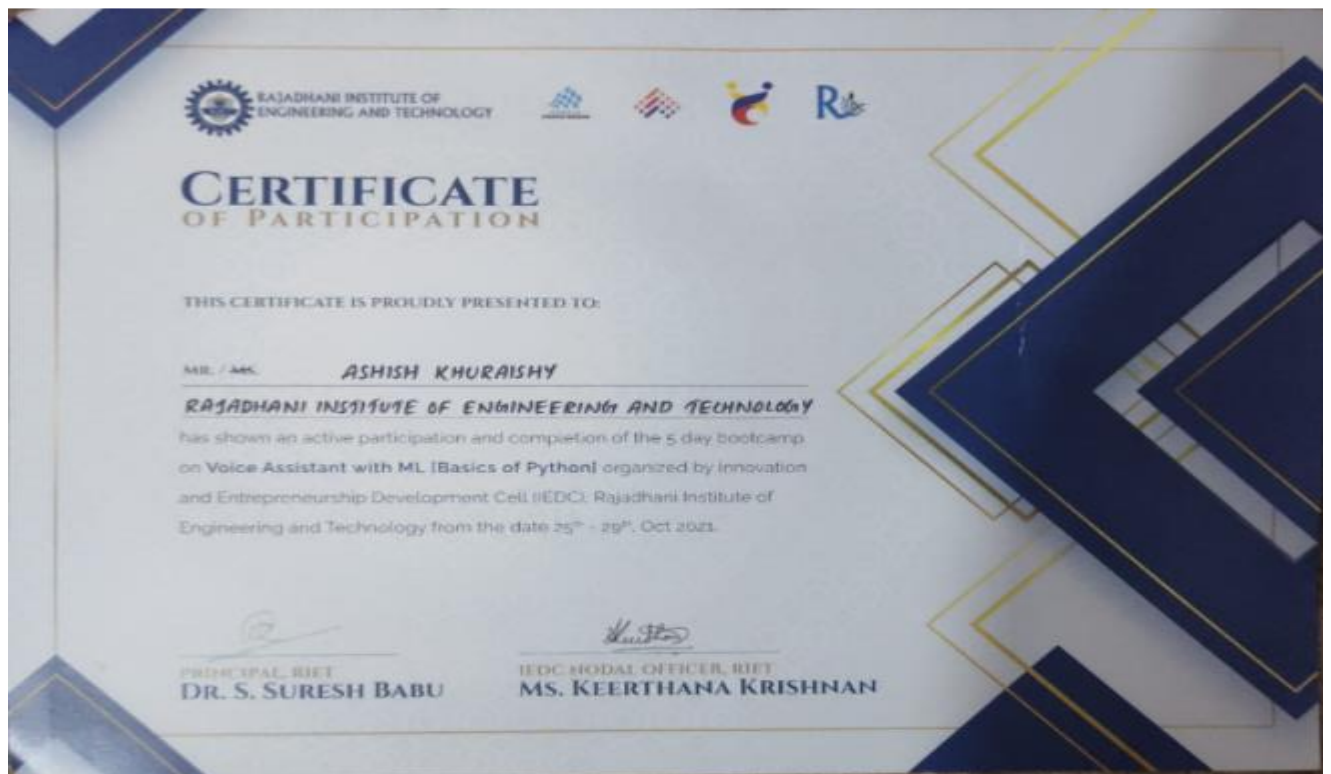 RAJADHANI INSTITUTE OF
ENGINEERING AND TECHNOLOGY
CERTIFICATE
OF PARTICIPATION
THIS CERTIFICATE IS PROUDLY PRESENTED TO:
MR. / MS. ASHISH KHURAISHY
RAJADHANI INSTITUTE OF ENGINEERING AND TECHNOLOGY
has shown an active participation and completion of the 5 day bootcamp
on Voice Assistant with ML [Basics of Python] organized by Innovation
and Entrepreneurship Development Cell (IEDC), Rajadhani Institute of
Engineering and Technology from the date 25th - 29th, Oct 2021.
PRINCIPAL, RIET
DR. S. SURESH BABU
IEDC NODAL OFFICER, RIET
MS. KEERTHANA KRISHNAN